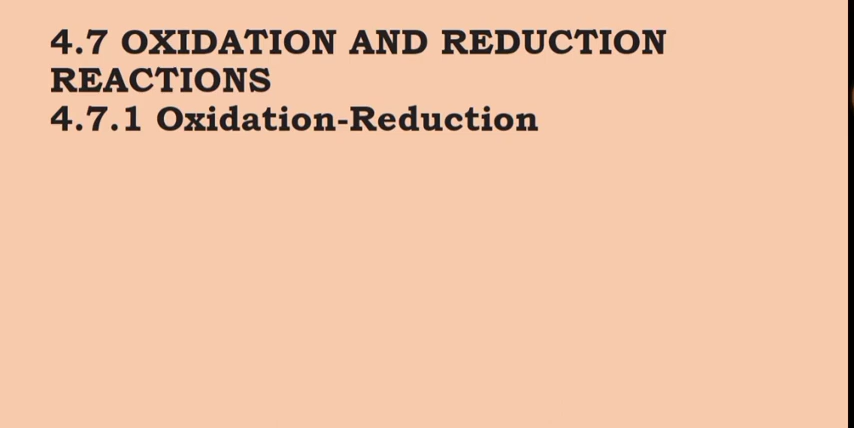 4.7 OXIDATION AND REDUCTION
REACTIONS
4.7.1 Oxidation-Reduction